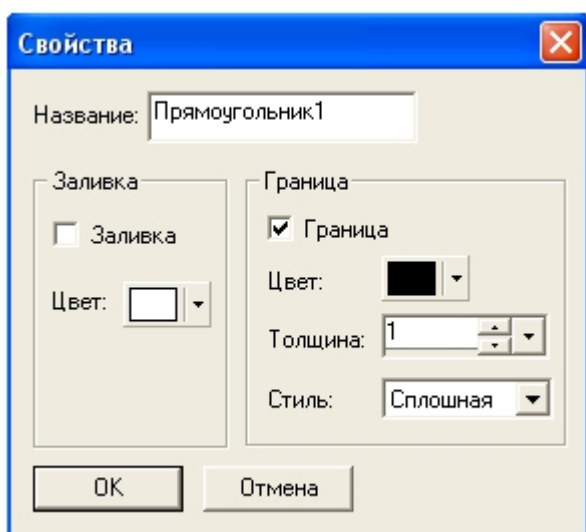 Свойства
Название: Прямоугольник1
Заливка
Заливка
Цвет:
Граница
Граница
Цвет:
Толщина: 1
Стиль: Сплошная
OK Отмена